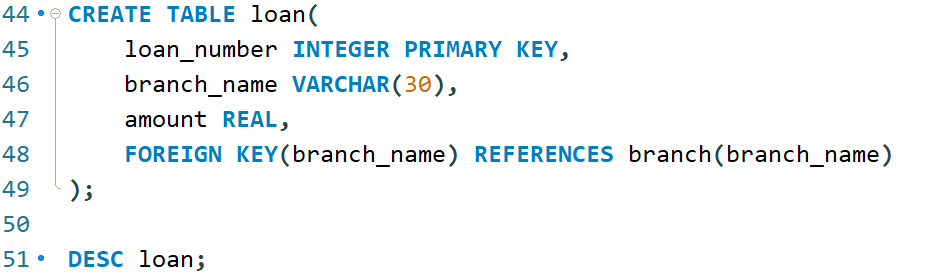 44 CREATE TABLE loan(
45 loan_number INTEGER PRIMARY KEY,
46 branch_name VARCHAR(30),
47 amount REAL,
48 FOREIGN KEY(branch_name) REFERENCES branch(branch_name)
49 );
50
51 DESC loan;